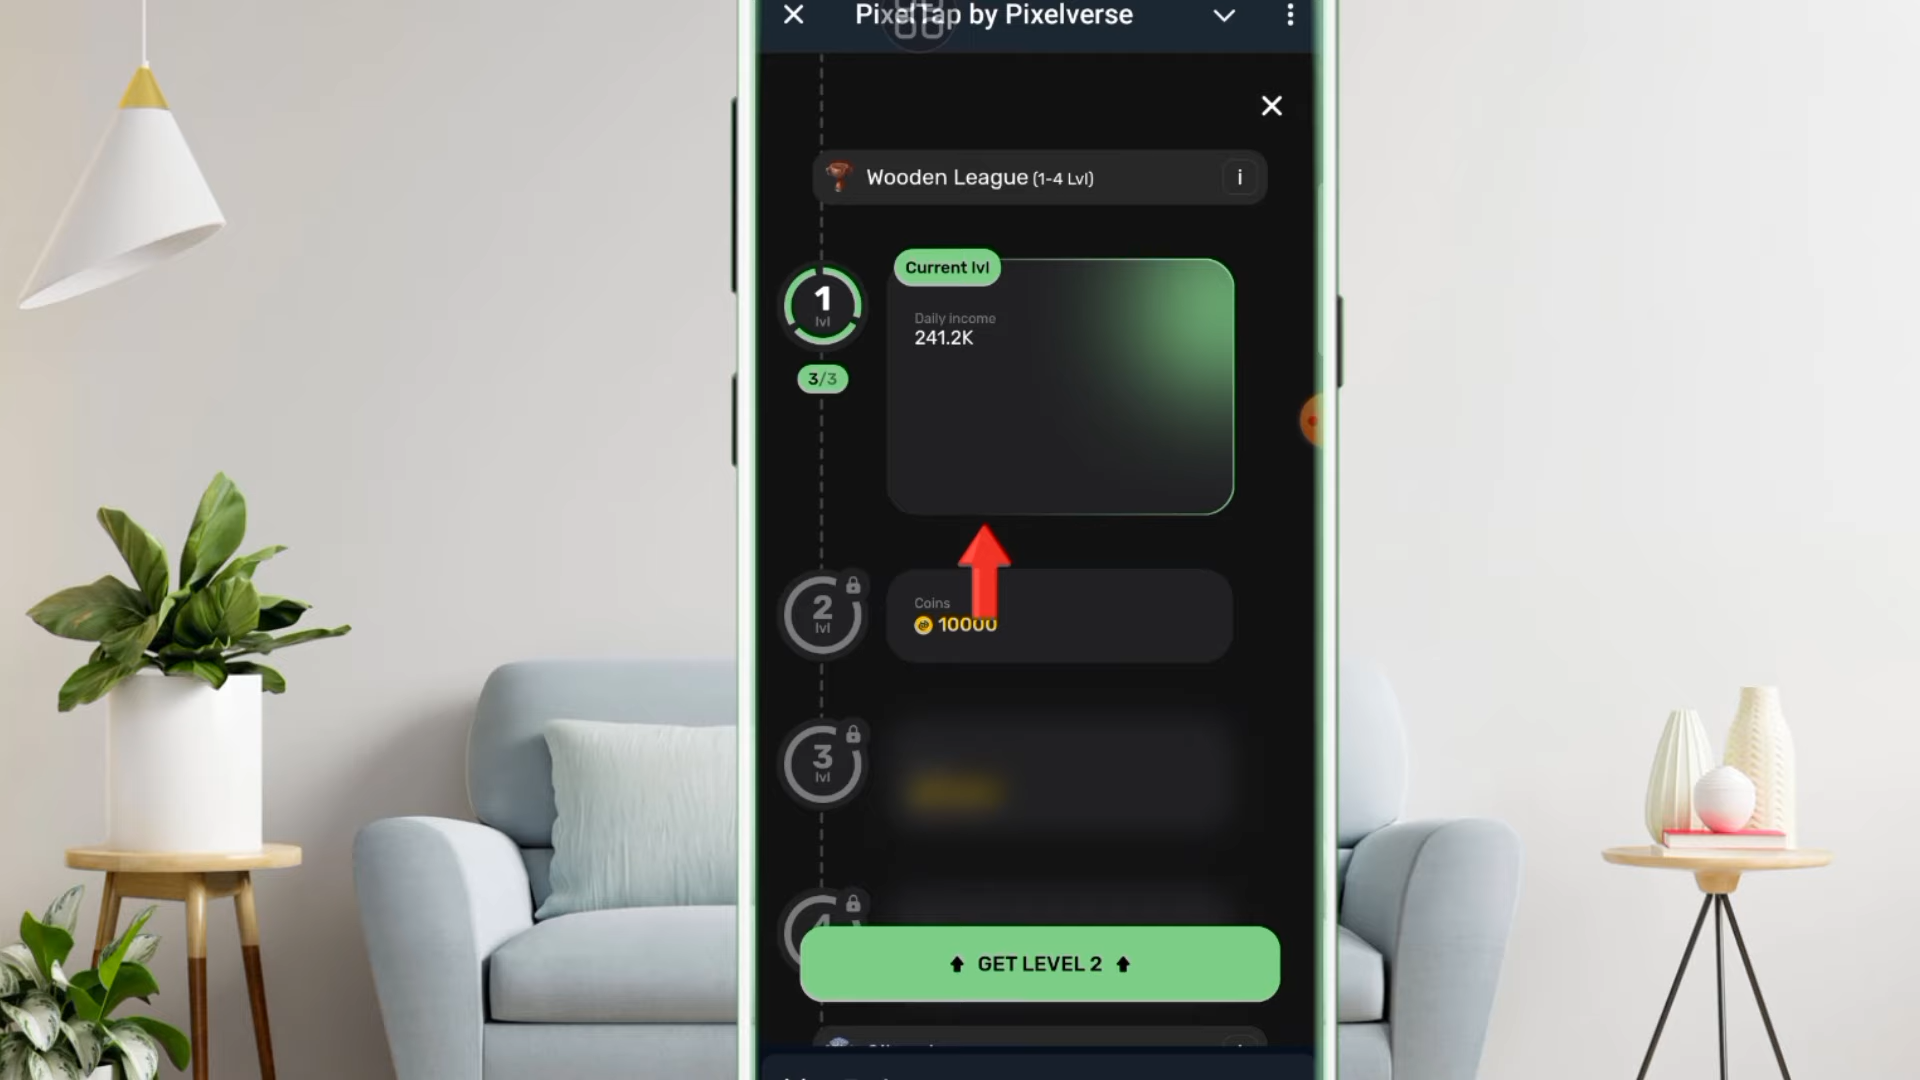 PixelTap by Pixelverse
Wooden League (1-4 Lvl)
i
Current lvl
1
lvl
Daily income
241.2K
3/3
2
lvl
Coins
10000
3
lvl
4
GET LEVEL 2